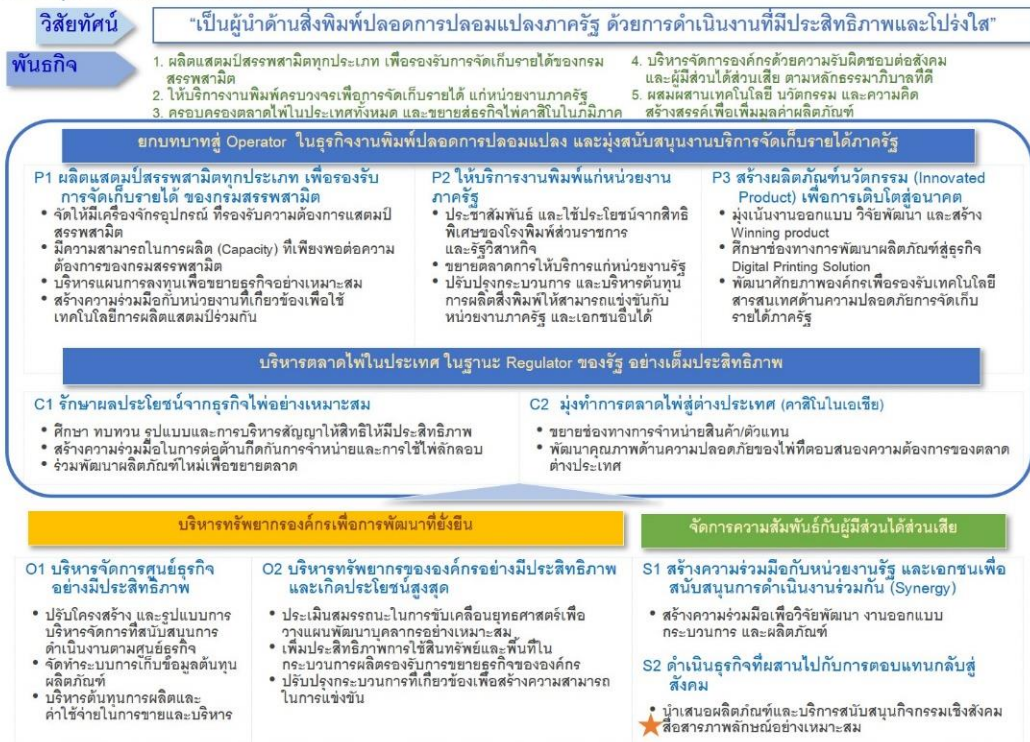 วิสัยทัศน์
“เป็นผู้นำด้านสิ่งพิมพ์ปลอดการปลอมแปลงภาครัฐ ด้วยการดำเนินงานที่มีประสิทธิภาพและโปร่งใส”
พันธกิจ
1. ผลิตแสตมป์สรรพสามิตทุกประเภท เพื่อรองรับการจัดเก็บรายได้ของกรม
สรรพสามิต
2. ให้บริการงานพิมพ์ครบวงจรเพื่อการจัดเก็บรายได้ แก่หน่วยงานภาครัฐ
3. ครอบครองตลาดไพ่ในประเทศทั้งหมด และขยายสู่ธุรกิจไพ่คาสิโนในภูมิภาค
4. บริหารจัดการองค์กรด้วยความรับผิดชอบต่อสังคม
และผู้มีส่วนได้ส่วนเสีย ตามหลักธรรมาภิบาลที่ดี
5. ผสมผสานเทคโนโลยี นวัตกรรม และความคิด
สร้างสรรค์เพื่อเพิ่มมูลค่าผลิตภัณฑ์
ยกบทบาทสู่ Operator ในธุรกิจงานพิมพ์ปลอดการปลอมแปลง และมุ่งสนับสนุนงานบริการจัดเก็บรายได้ภาครัฐ
P1 ผลิตแสตมป์สรรพสามิตทุกประเภท เพื่อรองรับ
การจัดเก็บรายได้ ของกรมสรรพสามิต
• จัดให้มีเครื่องจักรอุปกรณ์ ที่รองรับความต้องการแสตมป์
สรรพสามิต
• มีความสามารถในการผลิต (Capacity) ที่เพียงพอต่อความ
ต้องการของกรมสรรพสามิต
• บริหารแผนการลงทุนเพื่อขยายธุรกิจอย่างเหมาะสม
• สร้างความร่วมมือกับหน่วยงานที่เกี่ยวข้องเพื่อใช้
เทคโนโลยีการผลิตแสตมป์ร่วมกัน
P2 ให้บริการงานพิมพ์แก่หน่วยงาน
ภาครัฐ
• ประชาสัมพันธ์ และใช้ประโยชน์จากสิทธิ
พิเศษของโรงพิมพ์ส่วนราชการ
และรัฐวิสาหกิจ
• ขยายตลาดการให้บริการแก่หน่วยงานรัฐ
• ปรับปรุงกระบวนการ และบริหารต้นทุน
การผลิตสิ่งพิมพ์ให้สามารถแข่งขันกับ
หน่วยงานภาครัฐ และเอกชนอื่นได้
P3 สร้างผลิตภัณฑ์นวัตกรรม (Innovated
Product) เพื่อการเติบโตสู่อนาคต
• มุ่งเน้นงานออกแบบ วิจัยพัฒนา และสร้าง
Winning product
• ศึกษาช่องทางการพัฒนาผลิตภัณฑ์สู่ธุรกิจ
Digital Printing Solution
• พัฒนาศักยภาพองค์กรเพื่อรองรับเทคโนโลยี
สารสนเทศด้านความปลอดภัยการจัดเก็บ
รายได้ภาครัฐ
บริหารตลาดไพ่ในประเทศ ในฐานะ Regulator ของรัฐ อย่างเต็มประสิทธิภาพ
C1 รักษาผลประโยชน์จากธุรกิจไพ่อย่างเหมาะสม
• ศึกษา ทบทวน รูปแบบและการบริหารสัญญาให้สิทธิให้มีประสิทธิภาพ
• สร้างความร่วมมือในการต่อต้านกีดกันการจำหน่ายและการใช้ไพ่ลักลอบ
• ร่วมพัฒนาผลิตภัณฑ์ใหม่เพื่อขยายตลาด
C2 มุ่งทำการตลาดไพ่สู่ต่างประเทศ (คาสิโนในเอเชีย)
• ขยายช่องทางการจำหน่ายสินค้า/ตัวแทน
• พัฒนาคุณภาพด้านความปลอดภัยของไพ่ที่ตอบสนองความต้องการของตลาด
ต่างประเทศ
บริหารทรัพยากรองค์กรเพื่อการพัฒนาที่ยั่งยืน
จัดการความสัมพันธ์กับผู้มีส่วนได้ส่วนเสีย
O1 บริหารจัดการศูนย์ธุรกิจ
อย่างมีประสิทธิภาพ
• ปรับโครงสร้าง และรูปแบบการ
บริหารจัดการที่สนับสนุนการ
ดำเนินงานตามศูนย์ธุรกิจ
• จัดทำระบบการเก็บข้อมูลต้นทุน
ผลิตภัณฑ์
• บริหารต้นทุนการผลิตและ
ค่าใช้จ่ายในการขายและบริหาร
O2 บริหารทรัพยากรขององค์กรอย่างมีประสิทธิภาพ
และเกิดประโยชน์สูงสุด
• ประเมินสมรรถนะในการขับเคลื่อนยุทธศาสตร์เพื่อ
วางแผนพัฒนาบุคลากรอย่างเหมาะสม
• เพิ่มประสิทธิภาพการใช้สินทรัพย์และพื้นที่ใน
กระบวนการผลิตรองรับการขยายธุรกิจขององค์กร
• ปรับปรุงกระบวนการที่เกี่ยวข้องเพื่อสร้างความสามารถ
ในการแข่งขัน
S1 สร้างความร่วมมือกับหน่วยงานรัฐ และเอกชนเพื่อ
สนับสนุนการดำเนินงานร่วมกัน (Synergy)
• สร้างความร่วมมือเพื่อวิจัยพัฒนา งานออกแบบ
กระบวนการ และผลิตภัณฑ์
S2 ดำเนินธุรกิจที่ผสานไปกับการตอบแทนกลับสู่
สังคม
• นำเสนอผลิตภัณฑ์และบริการสนับสนุนกิจกรรมเชิงสังคม
สื่อสารภาพลักษณ์อย่างเหมาะสม